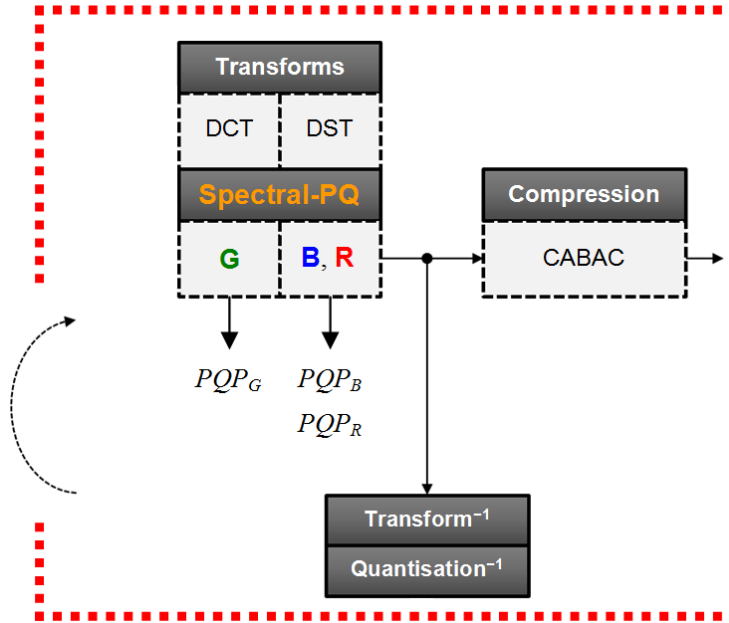 Transforms
DCT DST
Spectral-PQ
Compression
G B, R
CABAC
PQP_G PQP_B
PQP_R
Transform⁻¹
Quantisation⁻¹